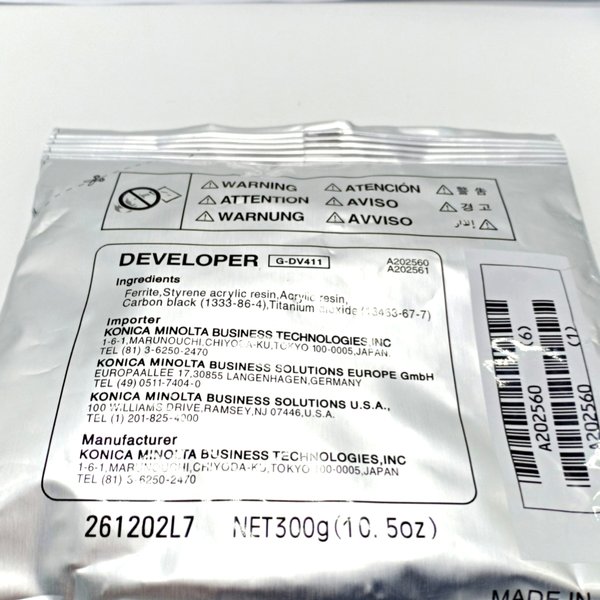 ⚠WARNING ⚠ATENCIÓN ⚠警告
⚠ATTENTION ⚠AVISO ⚠경고
⚠WARNUNG ⚠AVVISO إنذار⚠
DEVELOPER G-DV411 A202560
A202561
Ingredients
Ferrite,Styrene acrylic resin,Acrylic resin,
Carbon black (1333-86-4),Titanium dioxide (13463-67-7)
Importer
KONICA MINOLTA BUSINESS TECHNOLOGIES,INC
1-6-1,MARUNOUCHI,CHIYODA-KU,TOKYO 100-0005,JAPAN.
TEL (81) 3-6250-2470
KONICA MINOLTA BUSINESS SOLUTIONS EUROPE GmbH
EUROPAALLEE 17,30855 LANGENHAGEN,GERMANY
TEL (49) 0511-7404-0
KONICA MINOLTA BUSINESS SOLUTIONS U.S.A.,
100 WILLIAMS DRIVE,RAMSEY,NJ 07446,U.S.A.
TEL (1) 201-825-4000
Manufacturer
KONICA MINOLTA BUSINESS TECHNOLOGIES,INC
1-6-1,MARUNOUCHI,CHIYODA-KU,TOKYO 100-0005,JAPAN
TEL (81) 3-6250-2470
261202L7 NET300g(10.5oz)
A202560 (6)
A202560 (1)
MADE IN